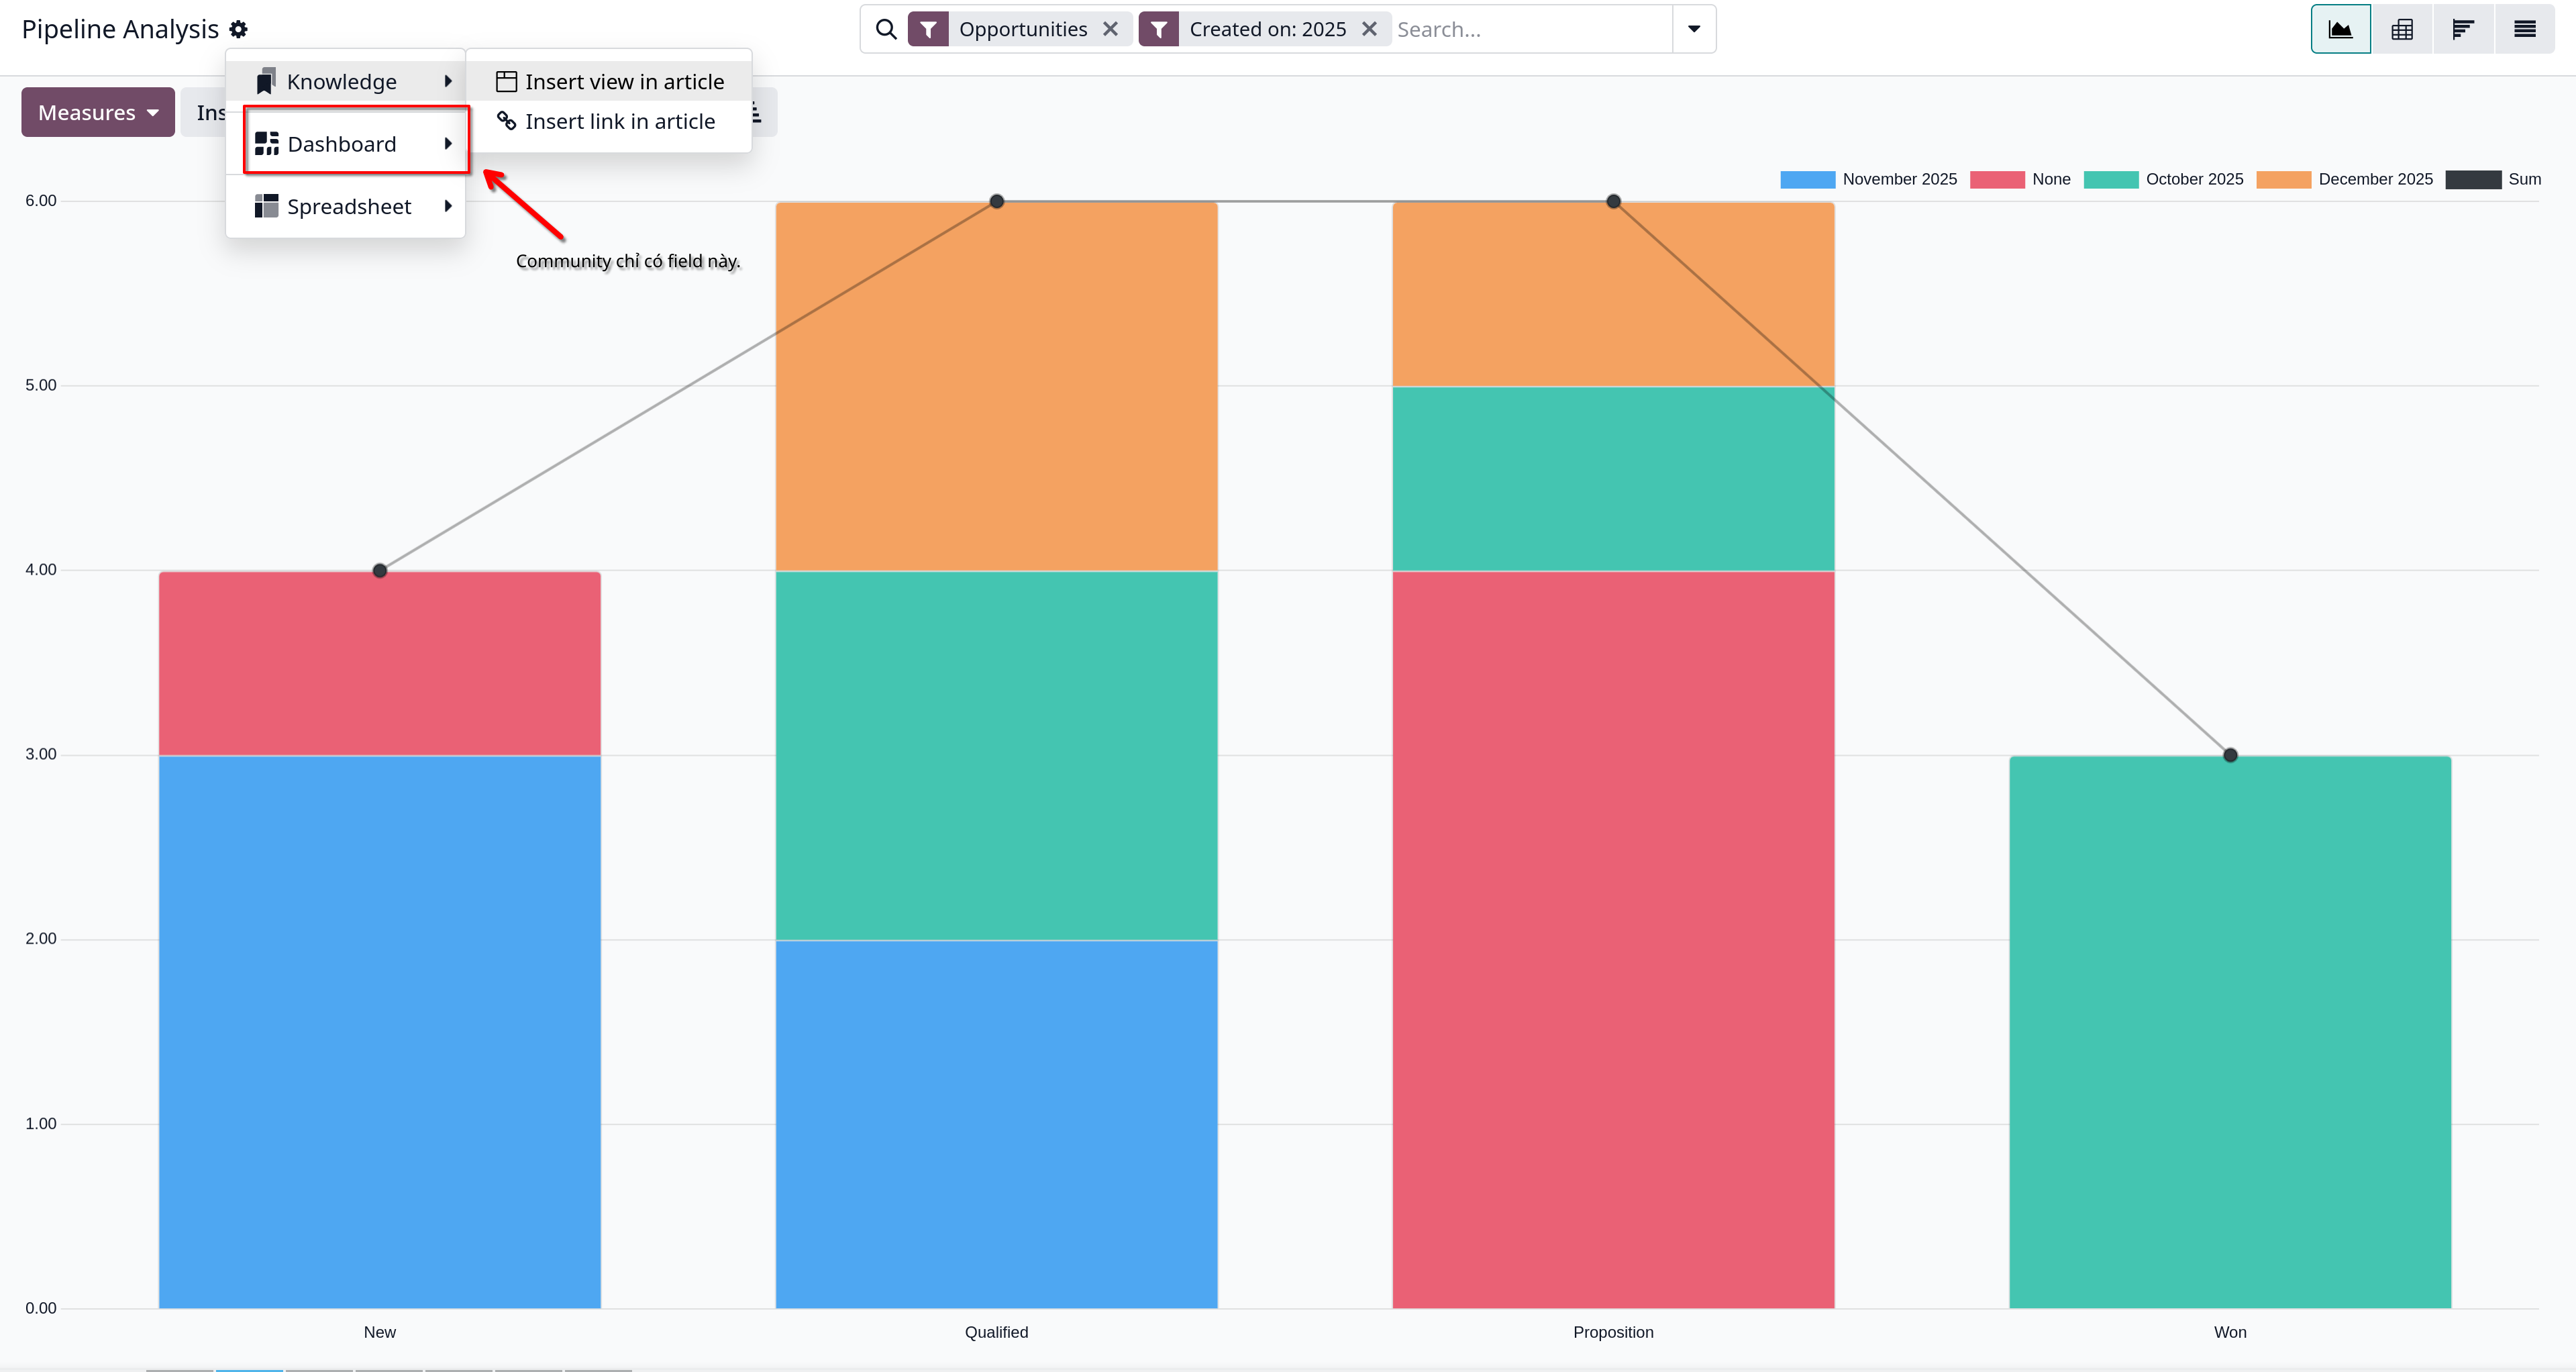 Pipeline Analysis
Opportunities
Created on: 2025
Search...
Knowledge
Insert view in article
Measures
Ins
Insert link in article
Dashboard
Spreadsheet
Community chỉ có field này.
November 2025
None
October 2025
December 2025
Sum
6.00
5.00
4.00
3.00
2.00
1.00
0.00
New
Qualified
Proposition
Won